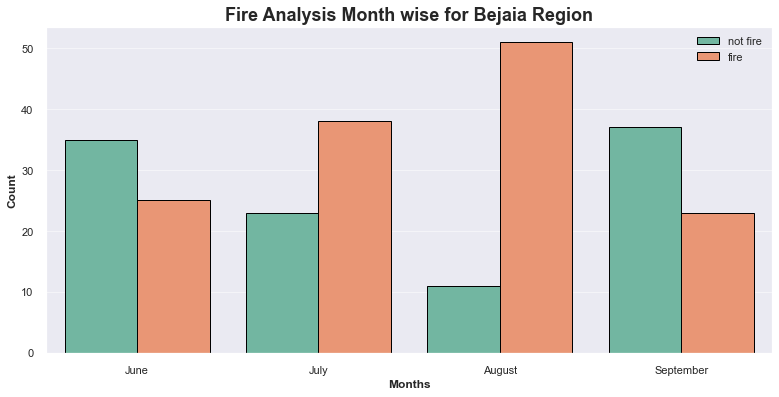 Fire Analysis Month wise for Bejaia Region
not fire
fire
50
40
30
20
10
0
Count
June July August September
Months